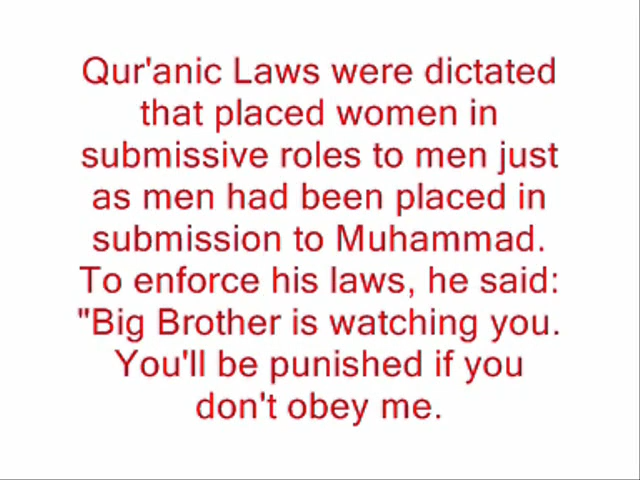 Qur'anic Laws were dictated
that placed women in
submissive roles to men just
as men had been placed in
submission to Muhammad.
To enforce his laws, he said:
"Big Brother is watching you.
You'll be punished if you
don't obey me.